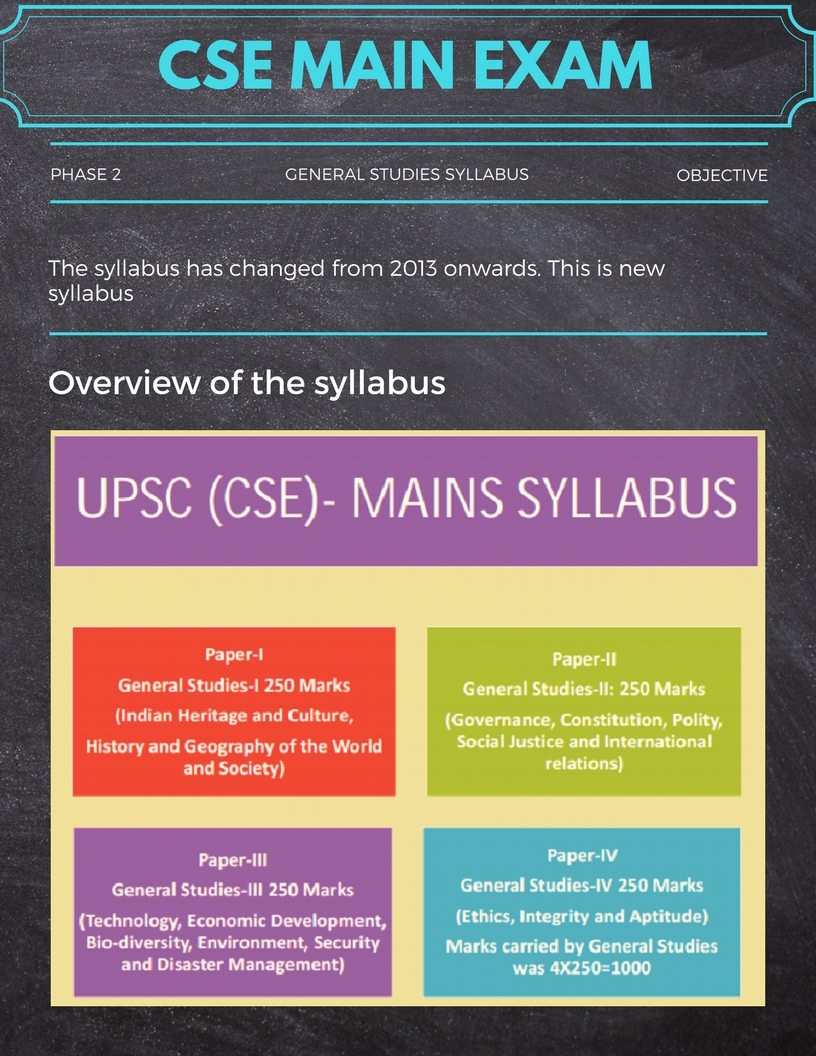 CSE MAIN EXAM
PHASE 2 GENERAL STUDIES SYLLABUS OBJECTIVE
The syllabus has changed from 2013 onwards. This is new
syllabus
Overview of the syllabus
UPSC (CSE)- MAINS SYLLABUS
Paper-I
General Studies-I 250 Marks
(Indian Heritage and Culture,
History and Geography of the World
and Society)
Paper-II
General Studies-II: 250 Marks
(Governance, Constitution, Polity,
Social Justice and International
relations)
Paper-III
General Studies-III 250 Marks
(Technology, Economic Development,
Bio-diversity, Environment, Security
and Disaster Management)
Paper-IV
General Studies-IV 250 Marks
(Ethics, Integrity and Aptitude)
Marks carried by General Studies
was 4X250=1000